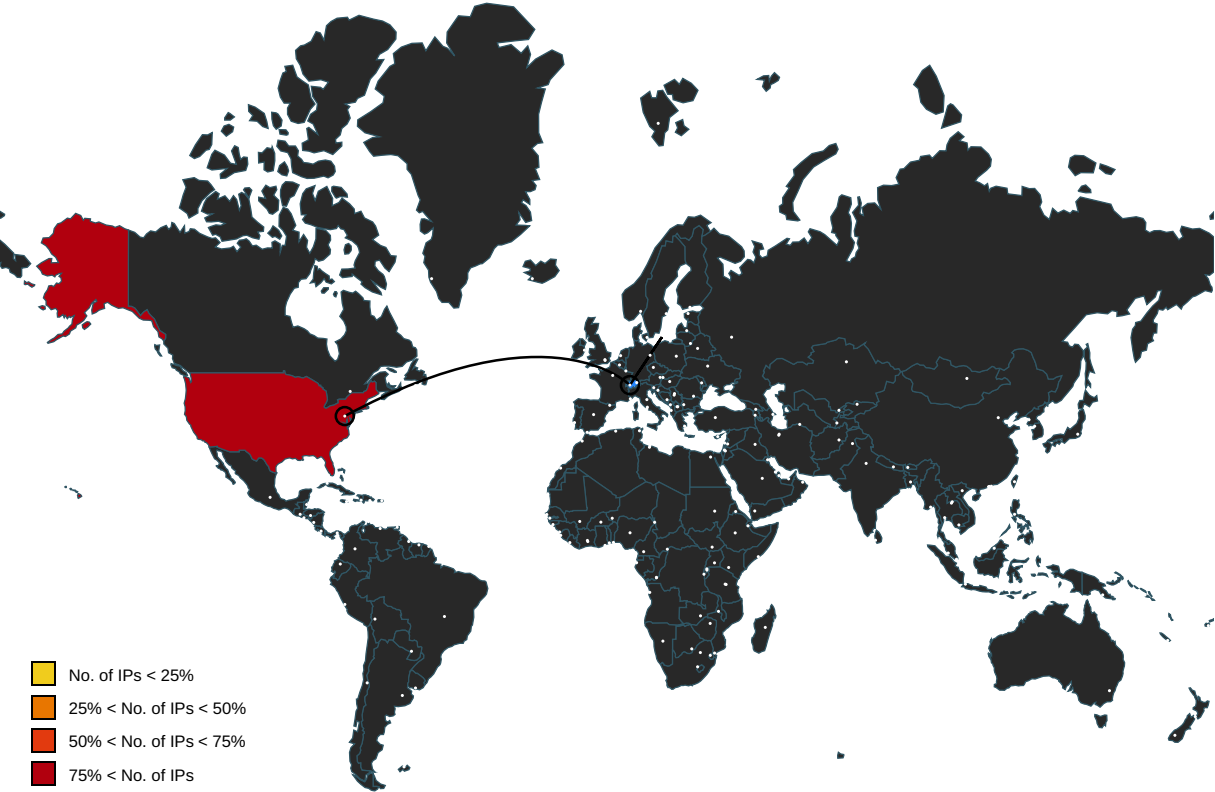 No. of IPs < 25%
25% < No. of IPs < 50%
50% < No. of IPs < 75%
75% < No. of IPs